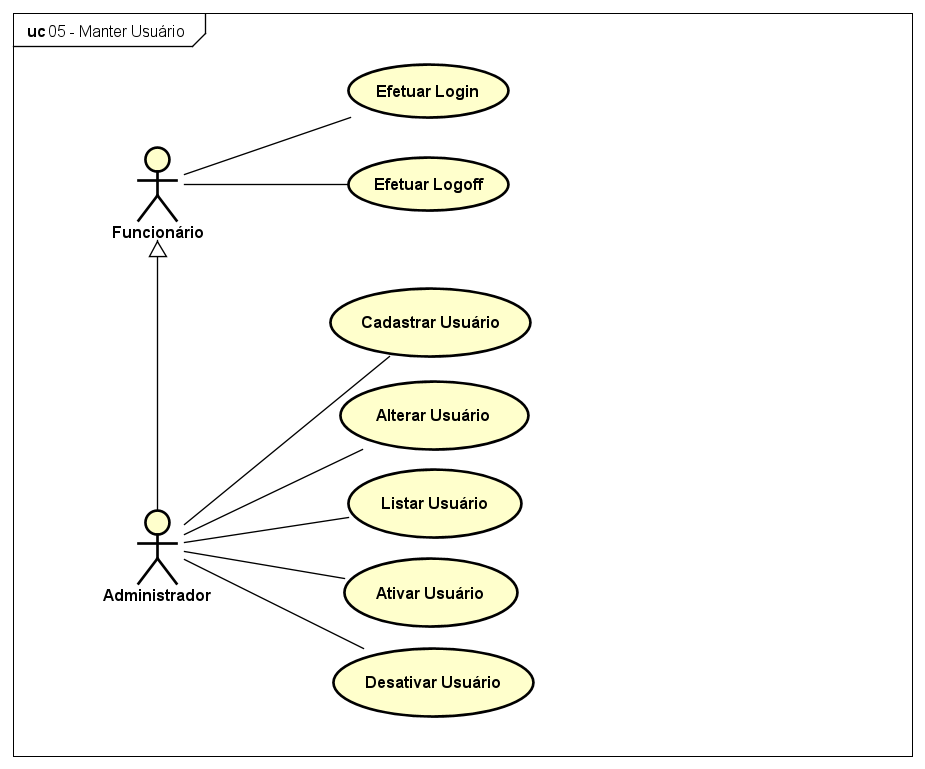 uc 05 - Manter Usuário
Efetuar Login
Efetuar Logoff
Funcionário
Cadastrar Usuário
Alterar Usuário
Listar Usuário
Ativar Usuário
Administrador
Desativar Usuário